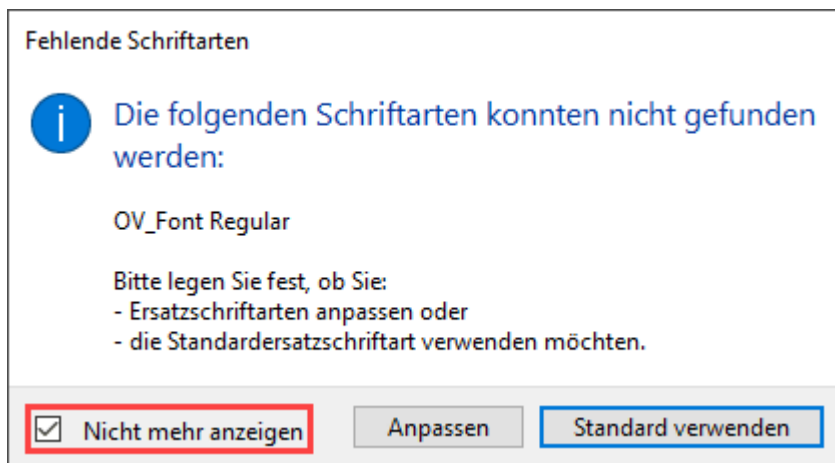 Fehlende Schriftarten
Die folgenden Schriftarten konnten nicht gefunden
werden:
OV_Font Regular
Bitte legen Sie fest, ob Sie:
- Ersatzschriftarten anpassen oder
- die Standardersatzschriftart verwenden möchten.
Nicht mehr anzeigen Anpassen Standard verwenden